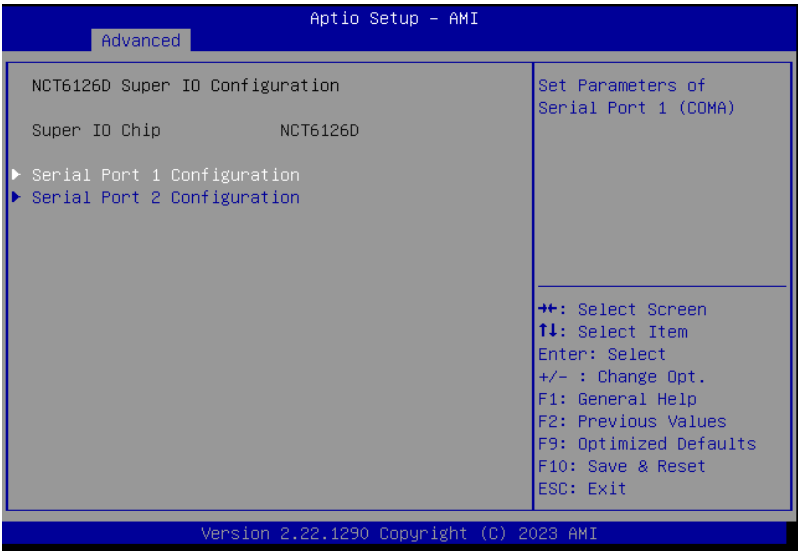 Aptio Setup – AMI
Advanced
NCT6126D Super IO Configuration
Super IO Chip NCT6126D
Serial Port 1 Configuration
Serial Port 2 Configuration
Set Parameters of
Serial Port 1 (COMA)
→←: Select Screen
↑↓: Select Item
Enter: Select
+/- : Change Opt.
F1: General Help
F2: Previous Values
F9: Optimized Defaults
F10: Save & Reset
ESC: Exit
Version 2.22.1290 Copyright (C) 2023 AMI